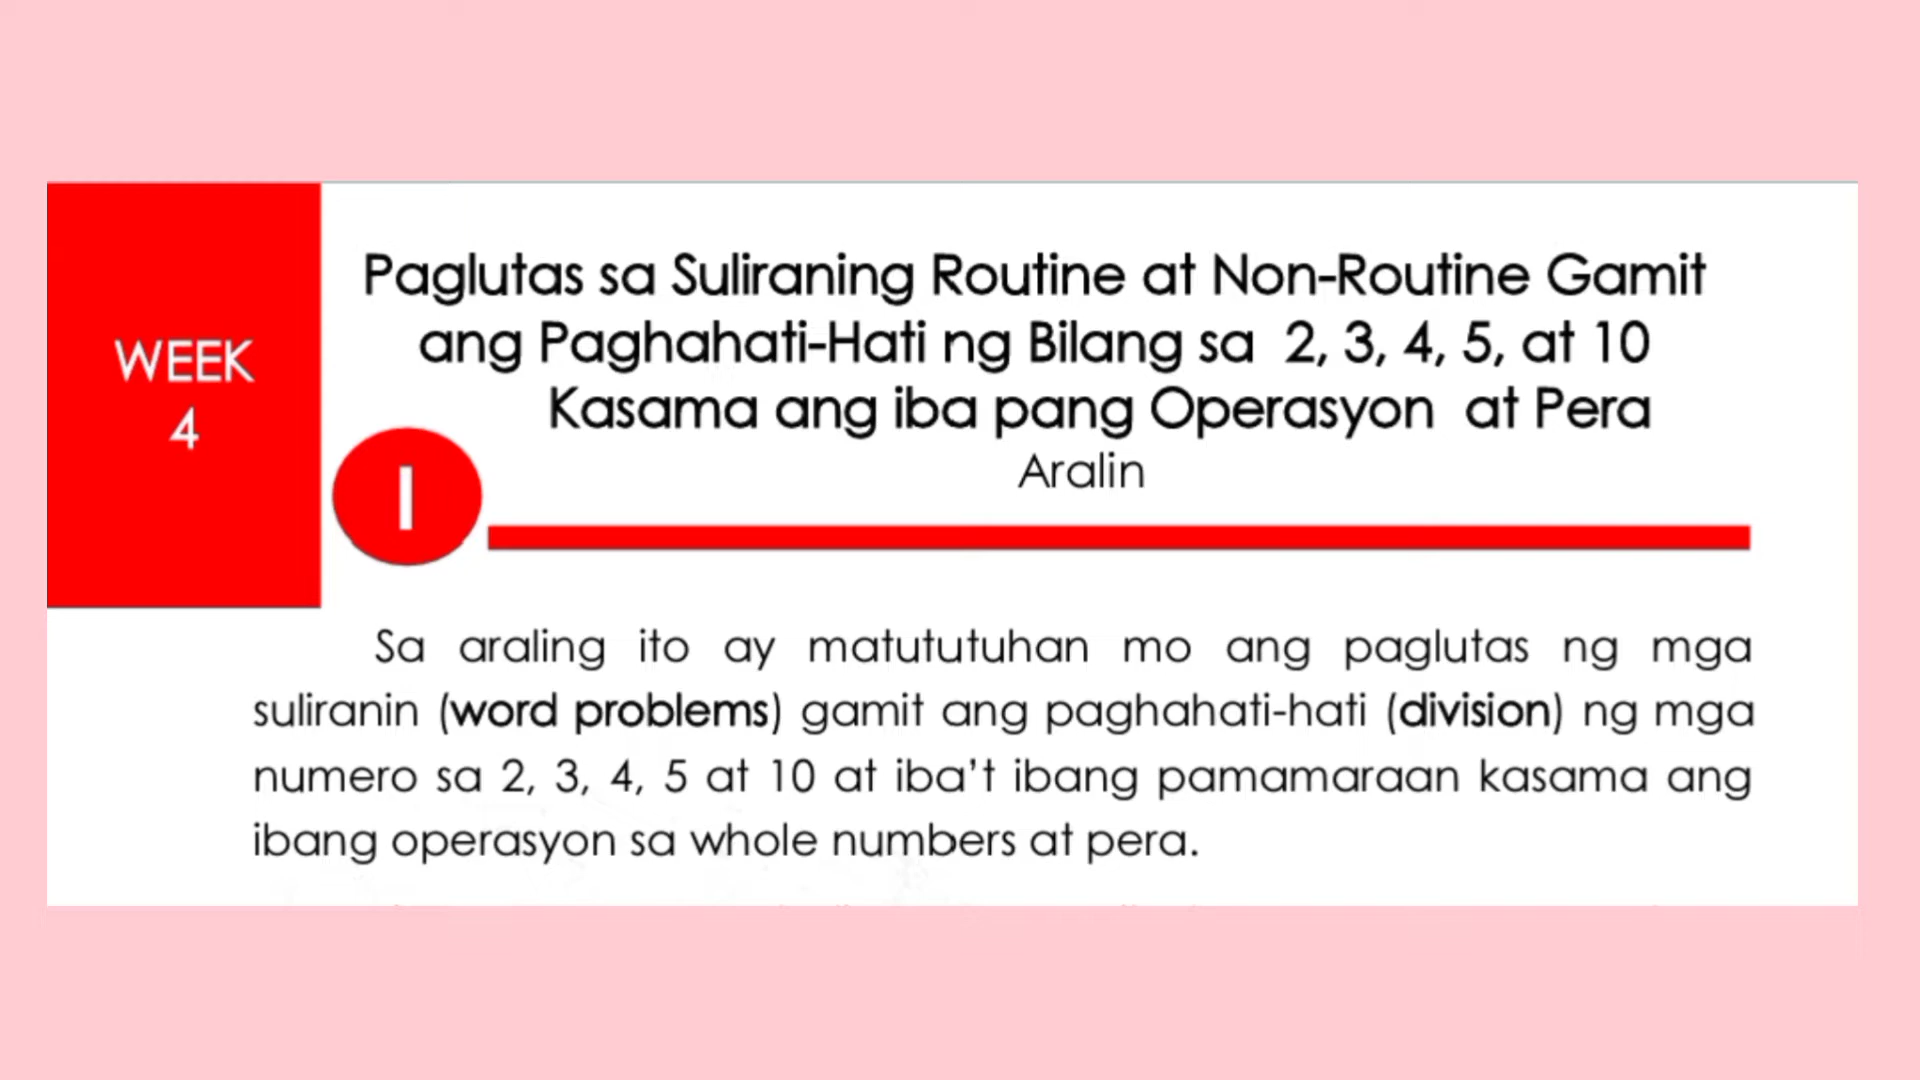 WEEK
4
Paglutas sa Suliraning Routine at Non-Routine Gamit
ang Paghahati-Hati ng Bilang sa 2, 3, 4, 5, at 10
Kasama ang iba pang Operasyon at Pera
Aralin
I
Sa araling ito ay matututuhan mo ang paglutas ng mga
suliranin (word problems) gamit ang paghahati-hati (division) ng mga
numero sa 2, 3, 4, 5 at 10 at iba't ibang pamamaraan kasama ang
ibang operasyon sa whole numbers at pera.